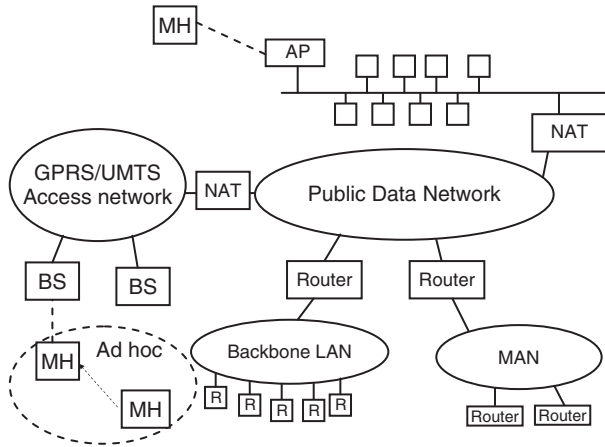 MH
AP
NAT
GPRS/UMTS
Access network
NAT
Public Data Network
BS
BS
Router
Router
Ad hoc
MH
MH
Backbone LAN
MAN
R
R
R
R
R
Router
Router